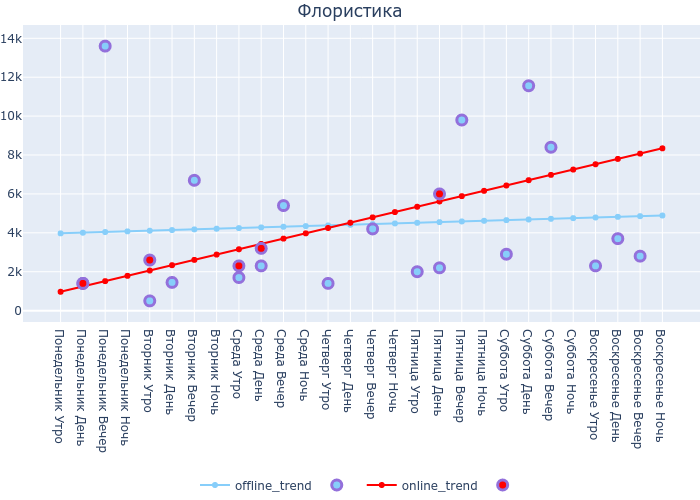 Флористика
14k
12k
10k
8k
6k
4k
2k
0
Понедельник Утро
Понедельник День
Понедельник Вечер
Понедельник Ночь
Вторник Утро
Вторник День
Вторник Вечер
Вторник Ночь
Среда Утро
Среда День
Среда Вечер
Среда Ночь
Четверг Утро
Четверг День
Четверг Вечер
Четверг Ночь
Пятница Утро
Пятница День
Пятница Вечер
Пятница Ночь
Суббота Утро
Суббота День
Суббота Вечер
Суббота Ночь
Воскресенье Утро
Воскресенье День
Воскресенье Вечер
Воскресенье Ночь
offline_trend online_trend